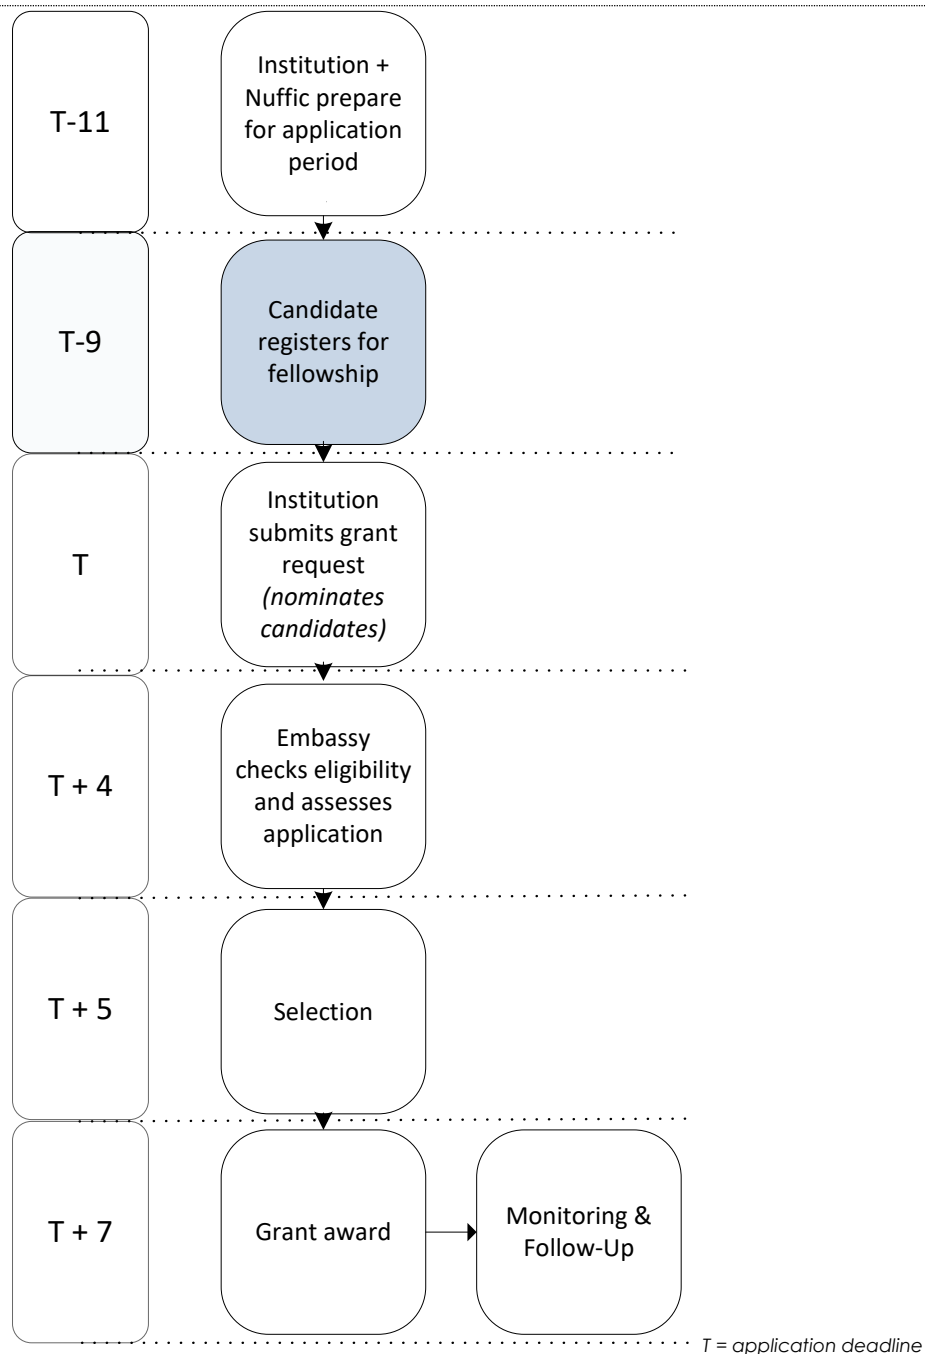 T-11
Institution +
Nuffic prepare
for application
period
T-9
Candidate
registers for
fellowship
T
Institution
submits grant
request
(nominates
candidates)
T + 4
Embassy
checks eligibility
and assesses
application
T + 5
Selection
T + 7
Grant award
Monitoring &
Follow-Up
T = application deadline